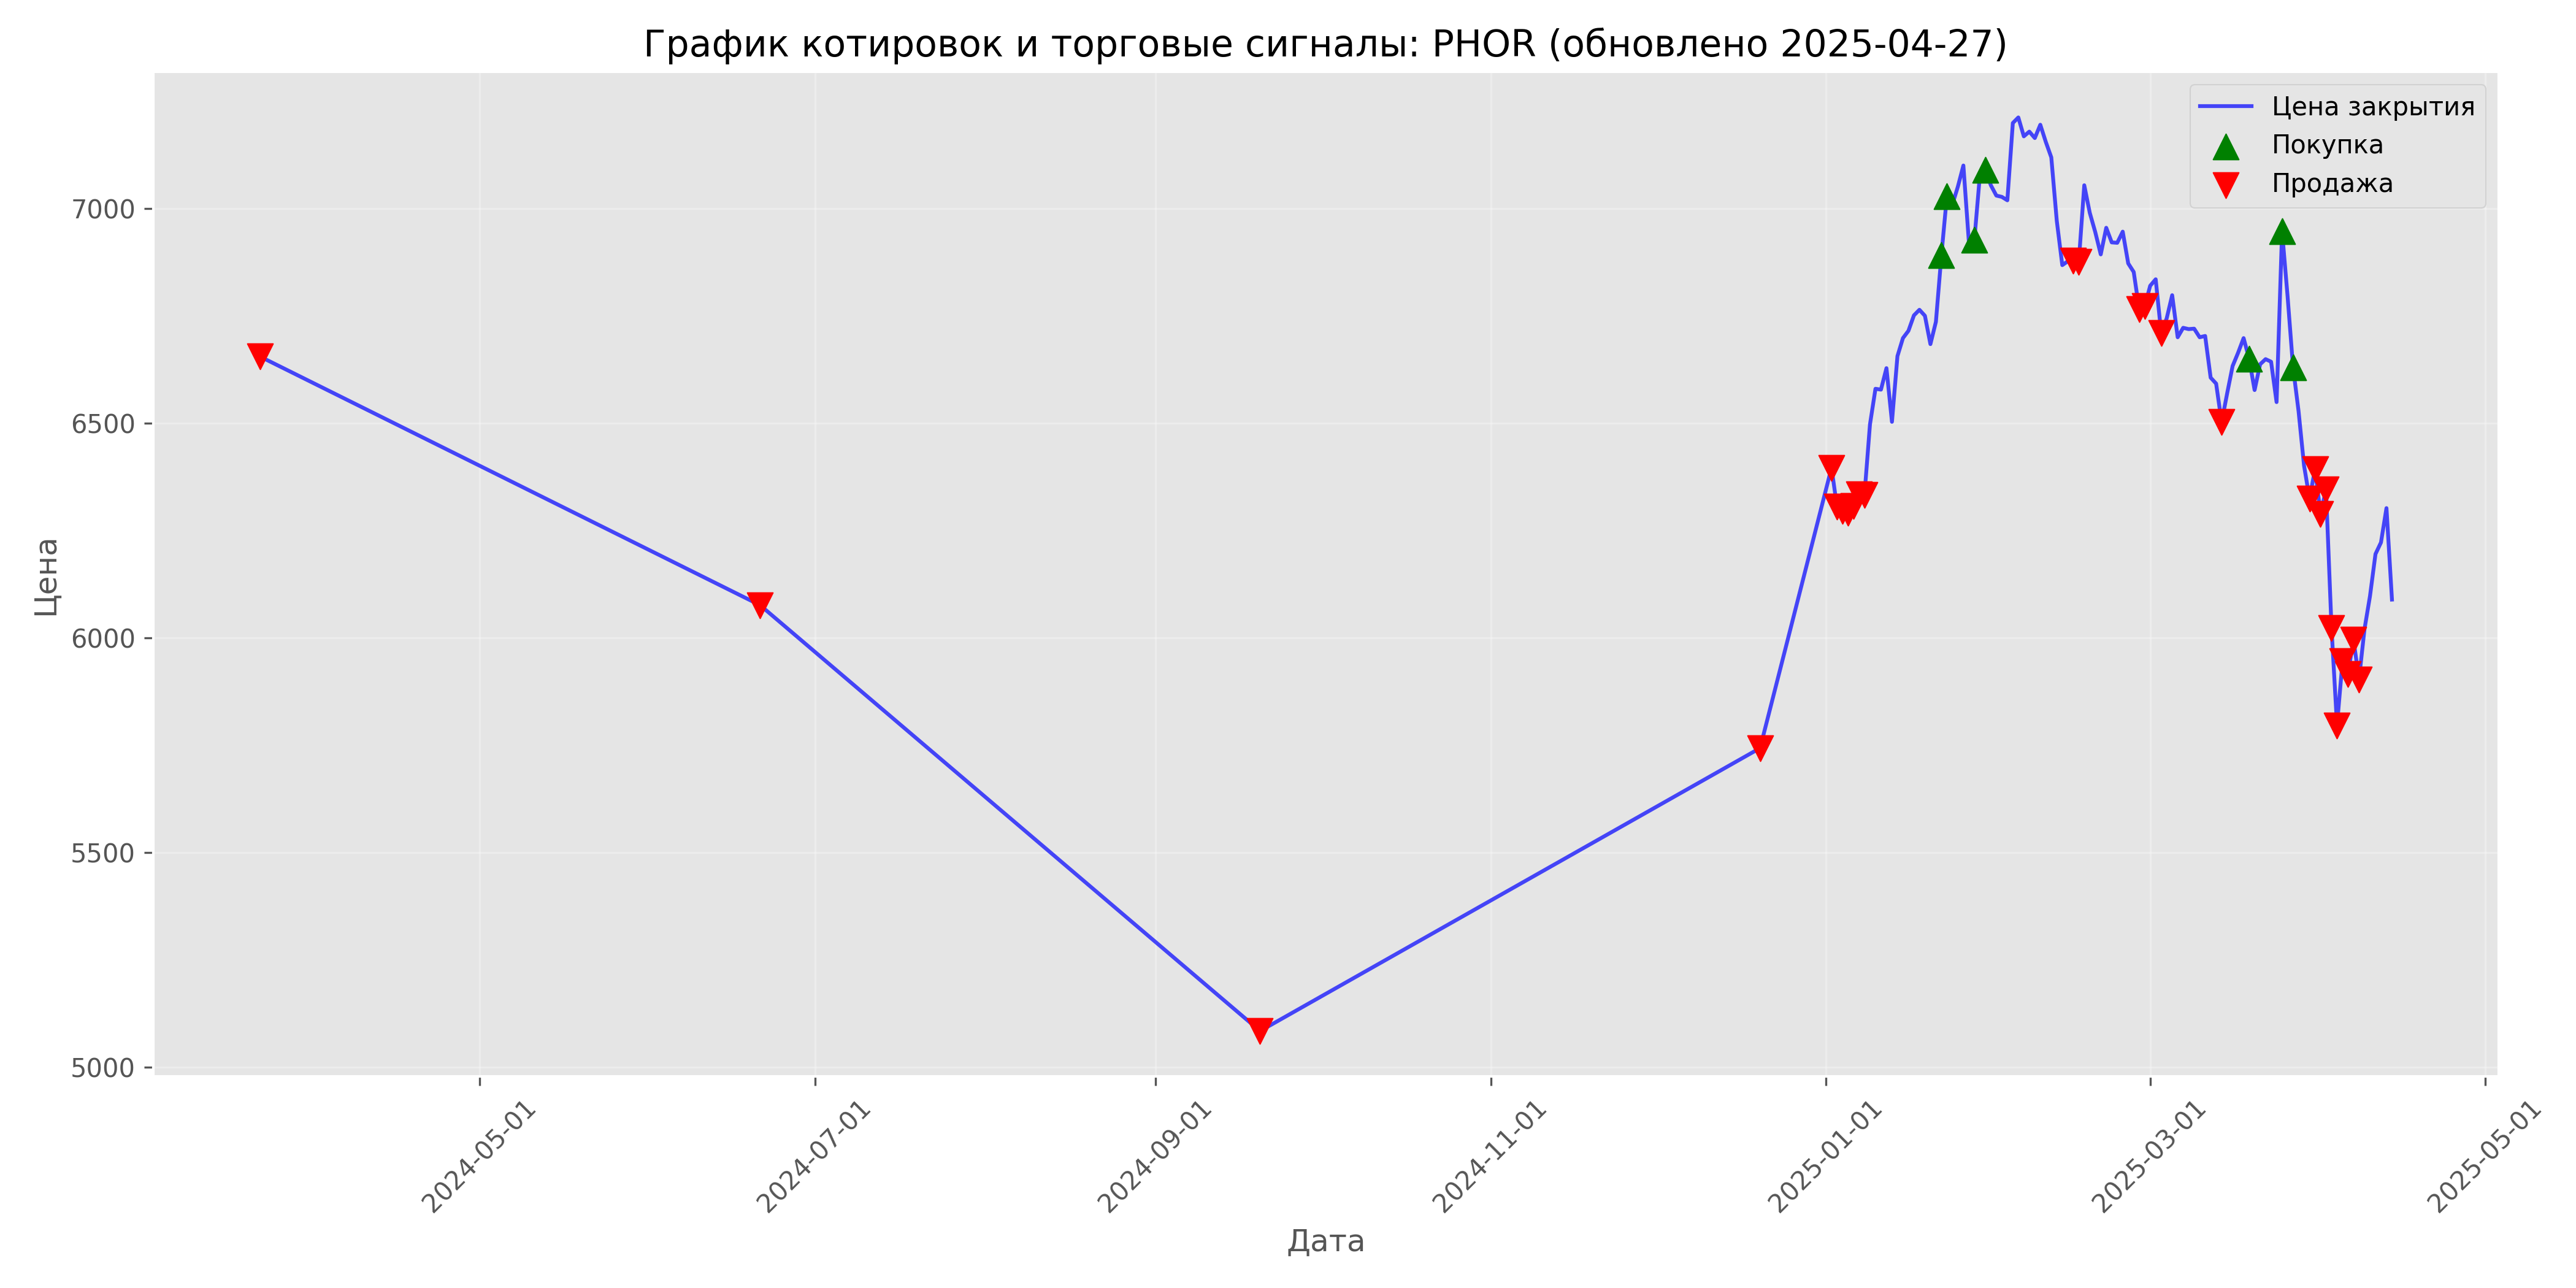 График котировок и торговые сигналы: PHOR (обновлено 2025-04-27)
Цена закрытия
Покупка
Продажа
7000
6500
6000
5500
5000
Цена
2024-05-01
2024-07-01
2024-09-01
2024-11-01
2025-01-01
2025-03-01
2025-05-01
Дата